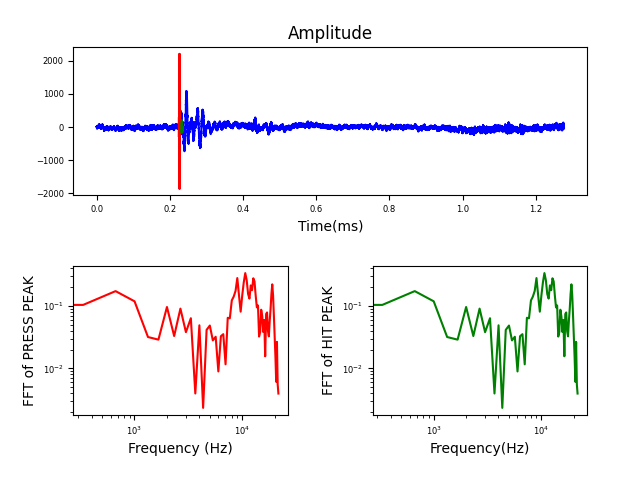 Amplitude
2000
1000
0
−1000
−2000
0.0 0.2 0.4 0.6 0.8 1.0 1.2
Time(ms)
FFT of PRESS PEAK
10⁻¹
10⁻²
10³ 10⁴
Frequency (Hz)
FFT of HIT PEAK
10⁻¹
10⁻²
10³ 10⁴
Frequency(Hz)